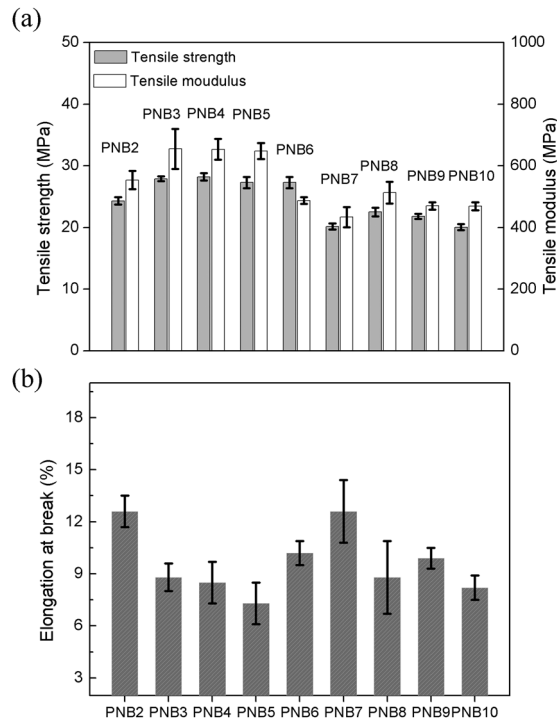 (a)
Tensile strength
Tensile moudulus
PNB2
PNB3
PNB4
PNB5
PNB6
PNB7
PNB8
PNB9
PNB10
50
40
30
20
10
0
Tensile strength (MPa)
1000
800
600
400
200
0
Tensile modulus (MPa)
(b)
18
15
12
9
6
3
Elongation at break (%)
PNB2 PNB3 PNB4 PNB5 PNB6 PNB7 PNB8 PNB9PNB10